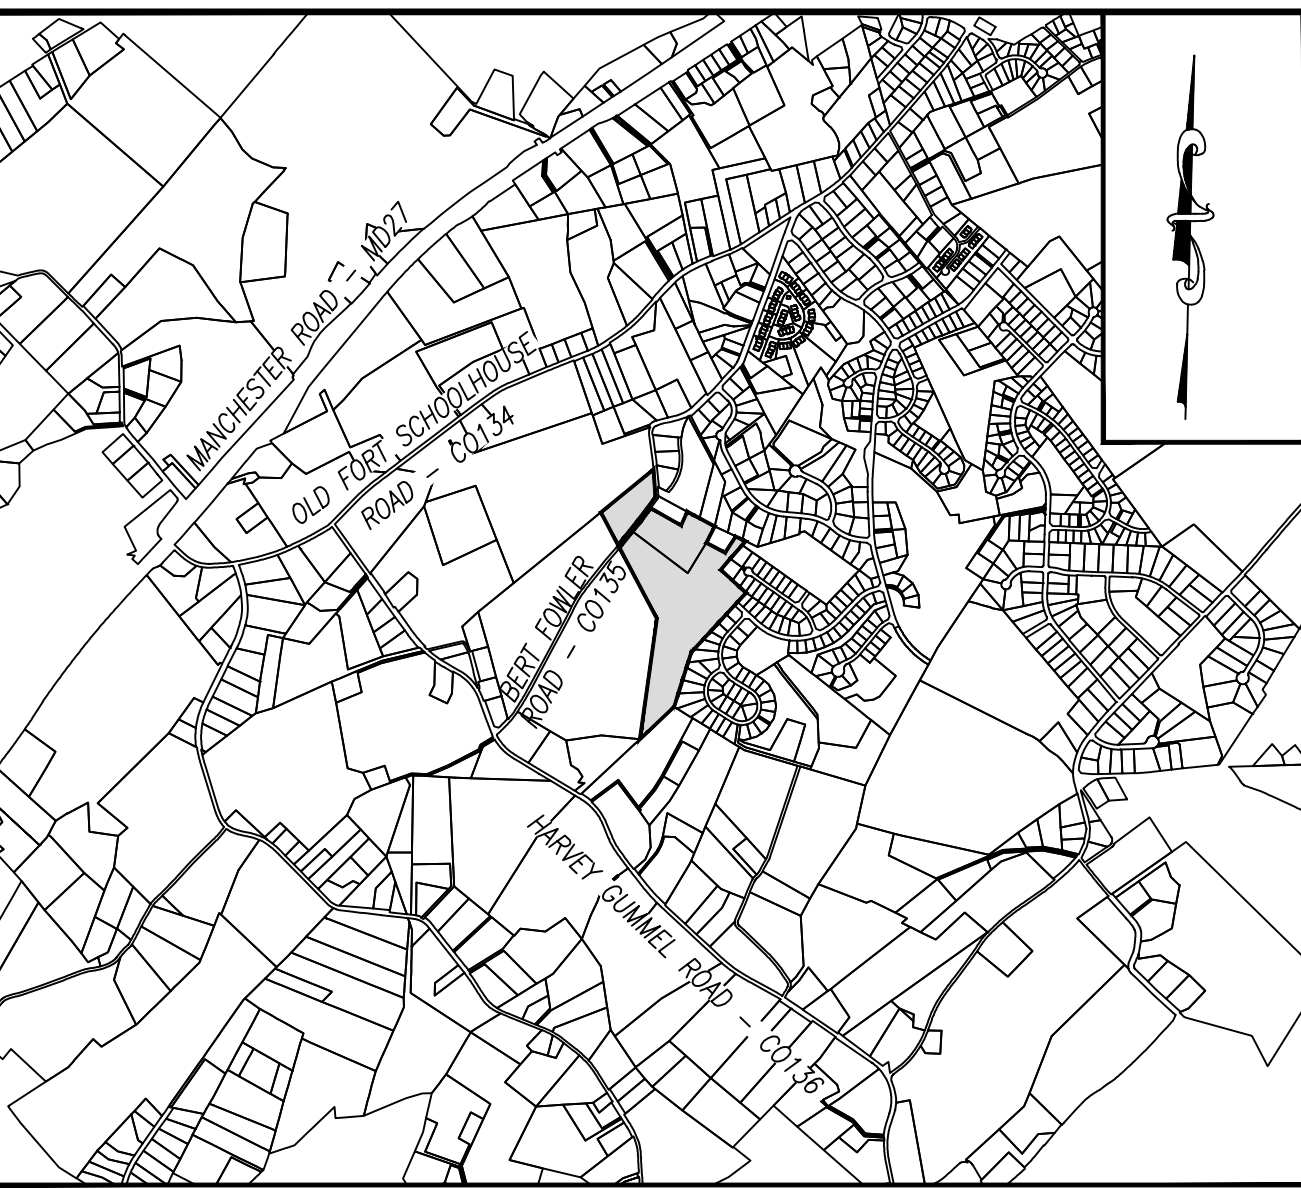 MANCHESTER ROAD - MD27
OLD FORT SCHOOLHOUSE
ROAD - CO134
BERT FOWLER
ROAD - CO135
HARVEY GUMMEL ROAD - CO136